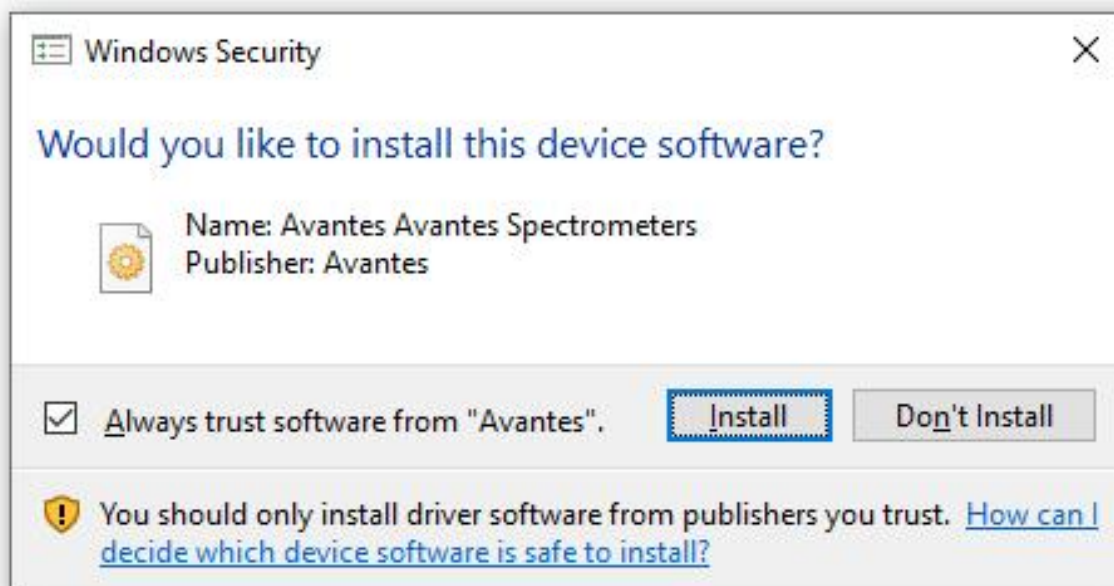 Windows Security
Would you like to install this device software?
Name: Avantes Avantes Spectrometers
Publisher: Avantes
Always trust software from "Avantes".
Install
Don't Install
You should only install driver software from publishers you trust. How can I
decide which device software is safe to install?